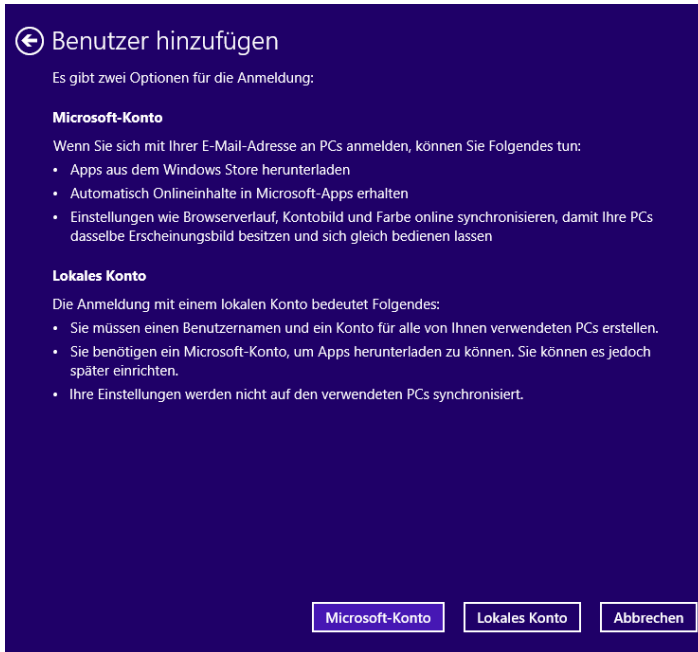 Benutzer hinzufügen
Es gibt zwei Optionen für die Anmeldung:
Microsoft-Konto
Wenn Sie sich mit Ihrer E-Mail-Adresse an PCs anmelden, können Sie Folgendes tun:
• Apps aus dem Windows Store herunterladen
• Automatisch Onlineinhalte in Microsoft-Apps erhalten
• Einstellungen wie Browserverlauf, Kontobild und Farbe online synchronisieren, damit Ihre PCs
dasselbe Erscheinungsbild besitzen und sich gleich bedienen lassen
Lokales Konto
Die Anmeldung mit einem lokalen Konto bedeutet Folgendes:
• Sie müssen einen Benutzernamen und ein Konto für alle von Ihnen verwendeten PCs erstellen.
• Sie benötigen ein Microsoft-Konto, um Apps herunterladen zu können. Sie können es jedoch
später einrichten.
• Ihre Einstellungen werden nicht auf den verwendeten PCs synchronisiert.
Microsoft-Konto
Lokales Konto
Abbrechen